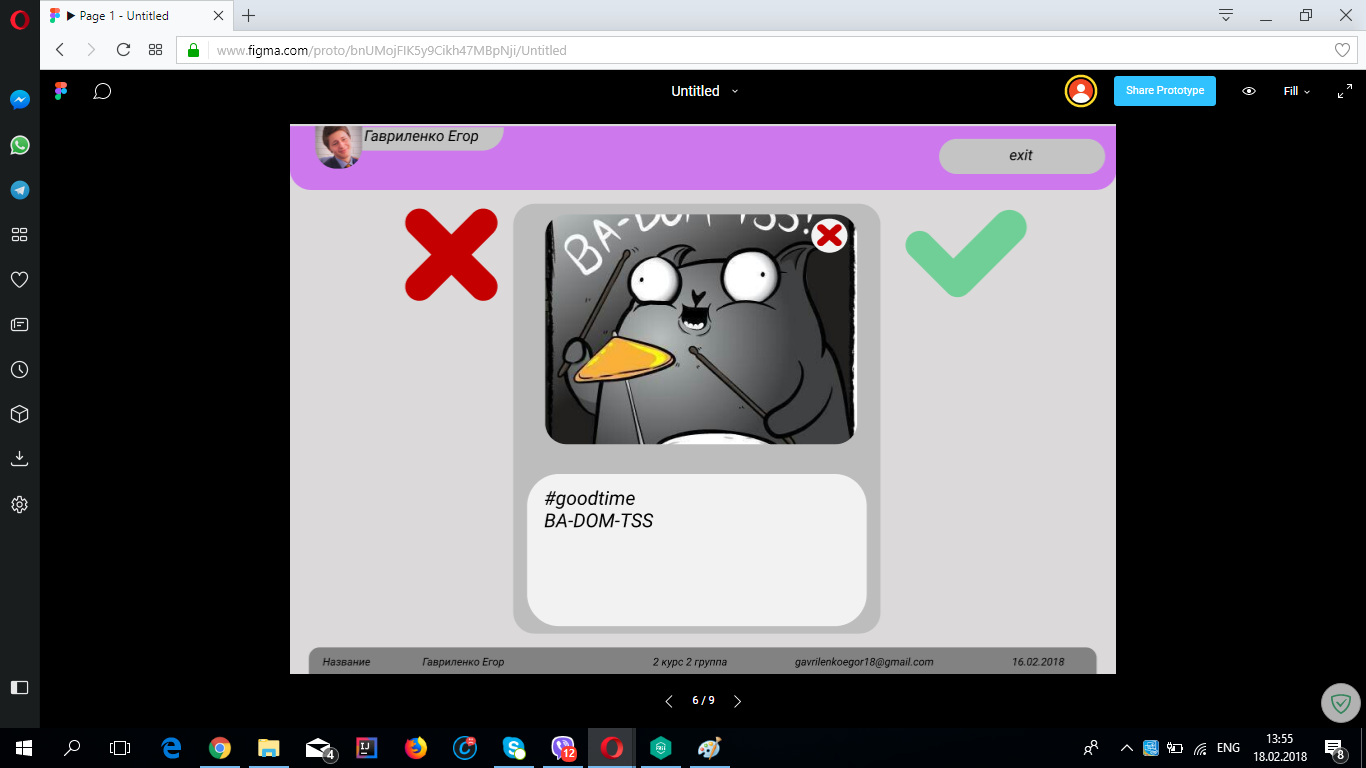 ▶ Page 1 - Untitled
www.figma.com/proto/bnUMojFIK5y9Cikh47MBpNji/Untitled
Untitled
Share Prototype
Fill
Гавриленко Егор
exit
BA-DOM-TSS!
#goodtime
BA-DOM-TSS
Название Гавриленко Егор 2 курс 2 группа gavrilenkoegor18@gmail.com 16.02.2018
6 / 9
4
IJ
12
ENG
13:55
18.02.2018
8